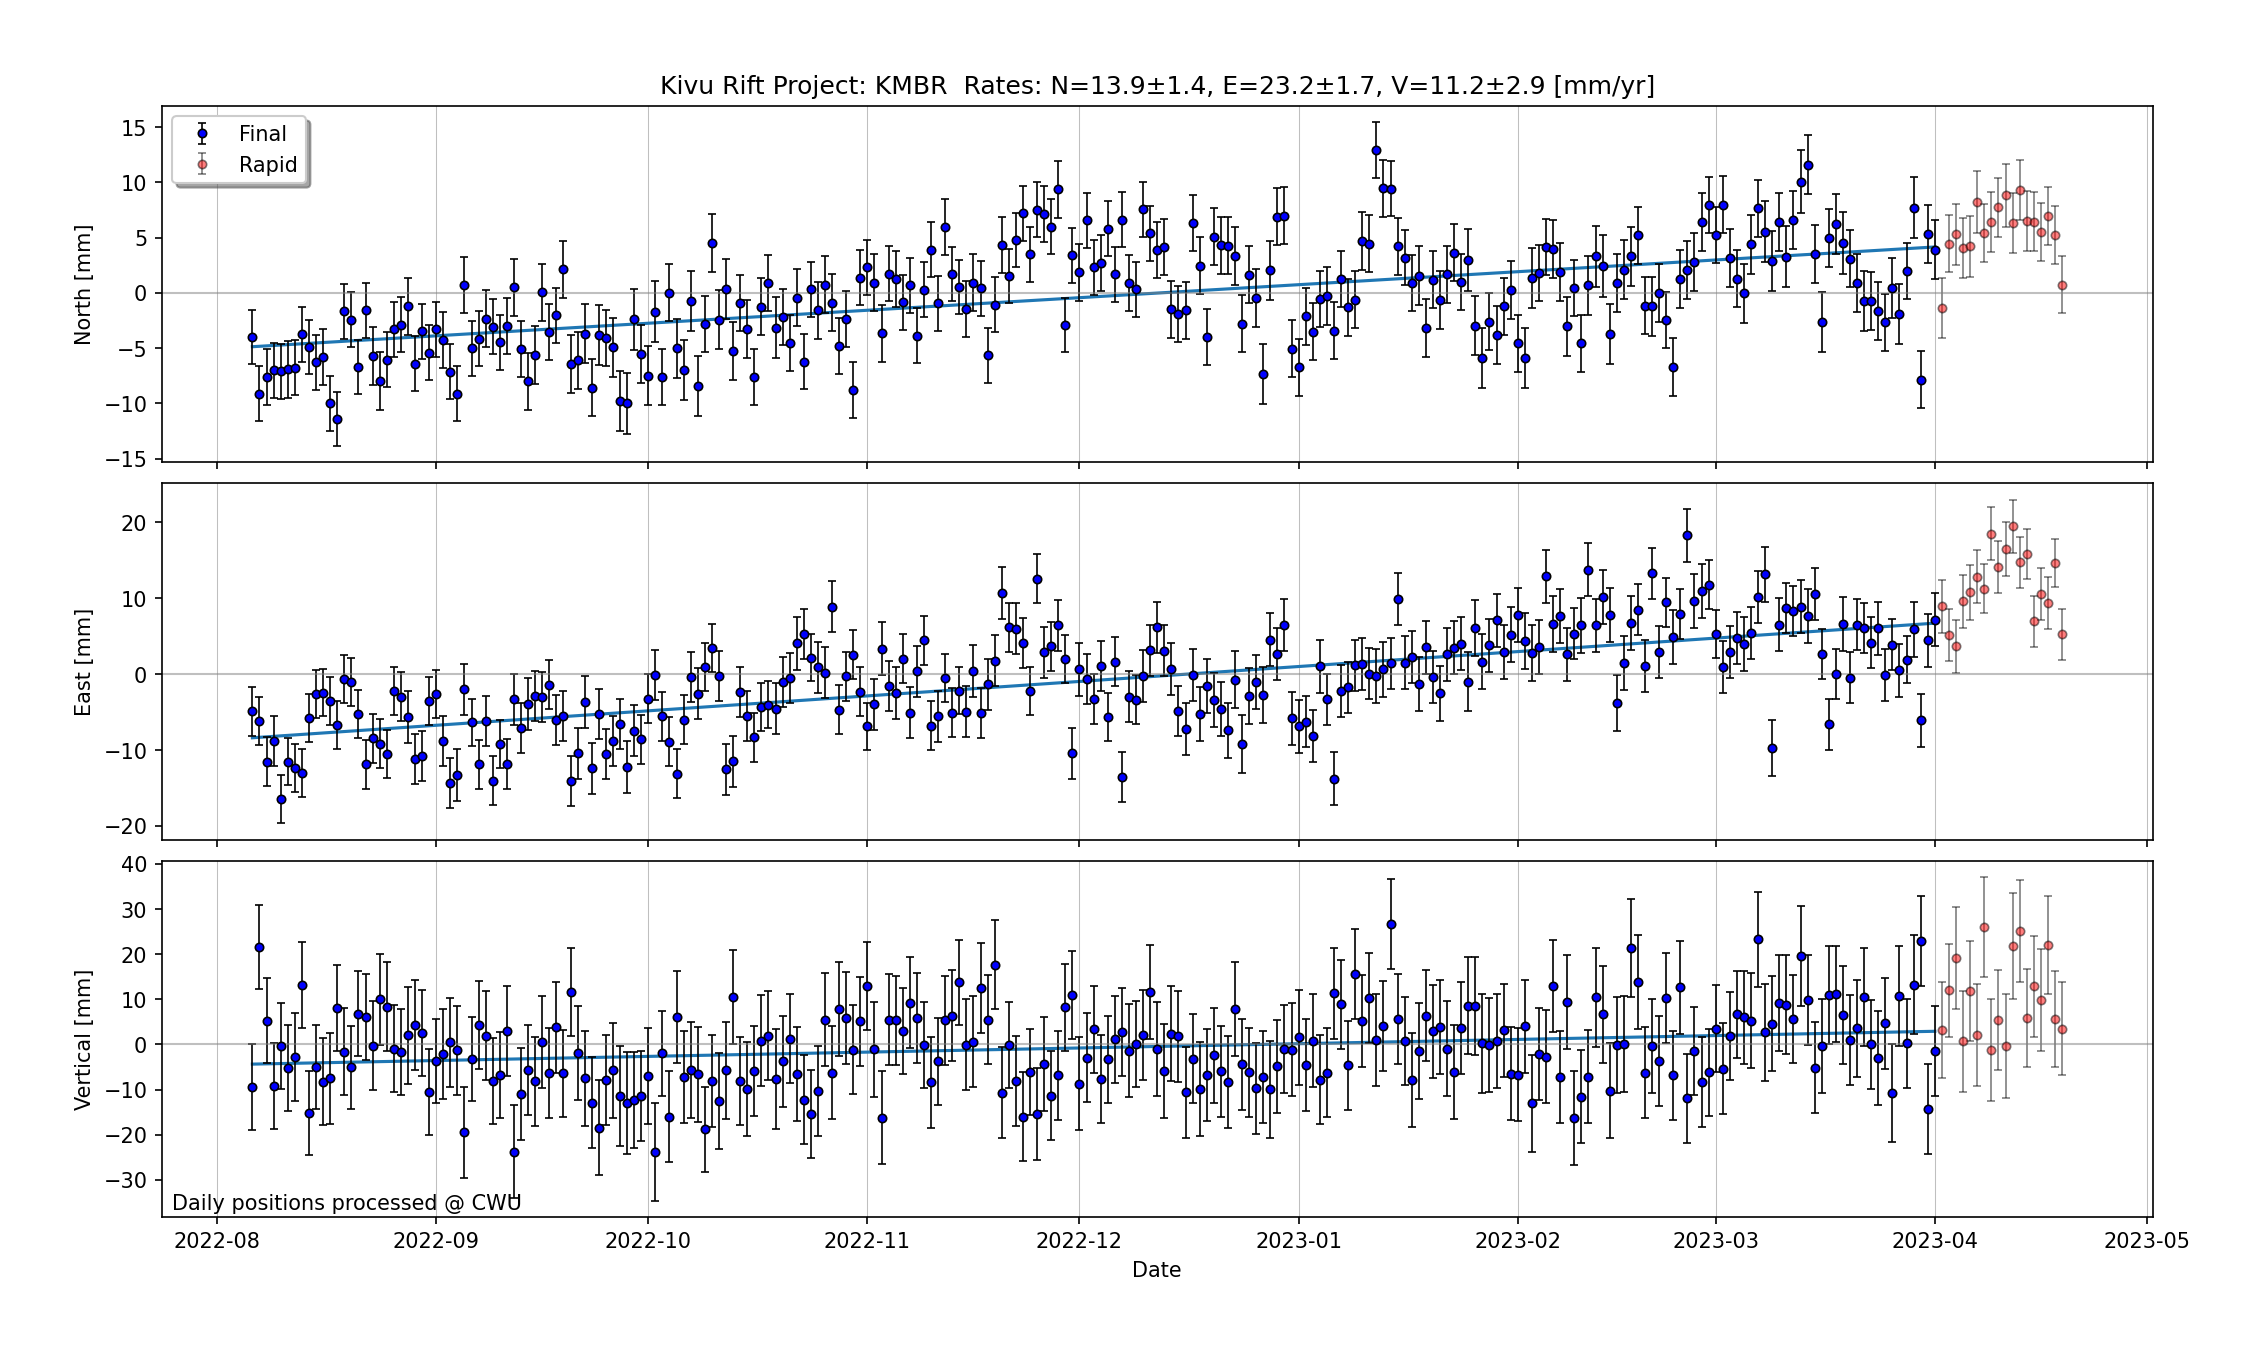 Kivu Rift Project: KMBR  Rates: N=13.9±1.4, E=23.2±1.7, V=11.2±2.9 [mm/yr]
Final
Rapid
North [mm]
15
10
5
0
−5
−10
−15
East [mm]
20
10
0
−10
−20
Vertical [mm]
40
30
20
10
0
−10
−20
−30
Daily positions processed @ CWU
2022-08 2022-09 2022-10 2022-11 2022-12 2023-01 2023-02 2023-03 2023-04 2023-05
Date